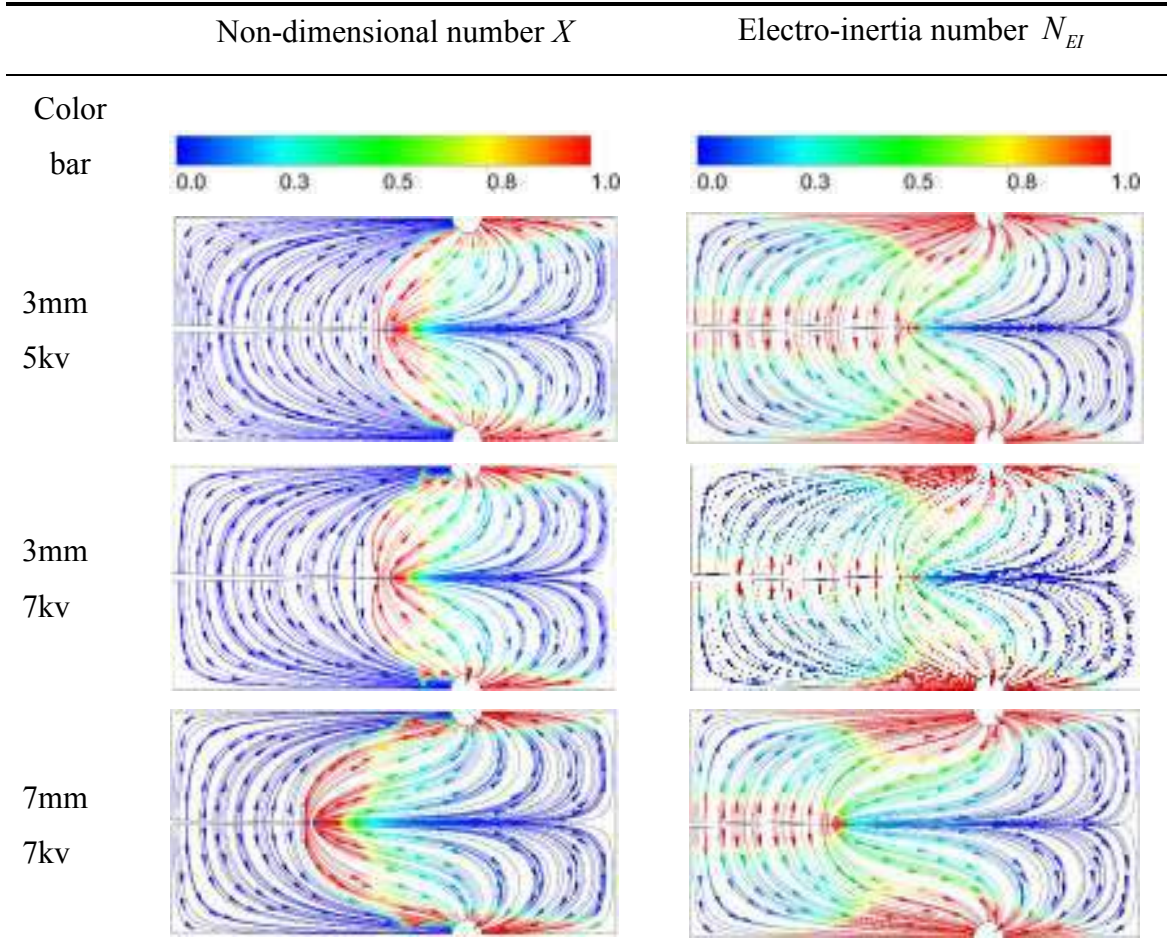 Non-dimensional number X Electro-inertia number N_EI
Color
bar
0.0 0.3 0.5 0.8 1.0 0.0 0.3 0.5 0.8 1.0
3mm
5kv
3mm
7kv
7mm
7kv